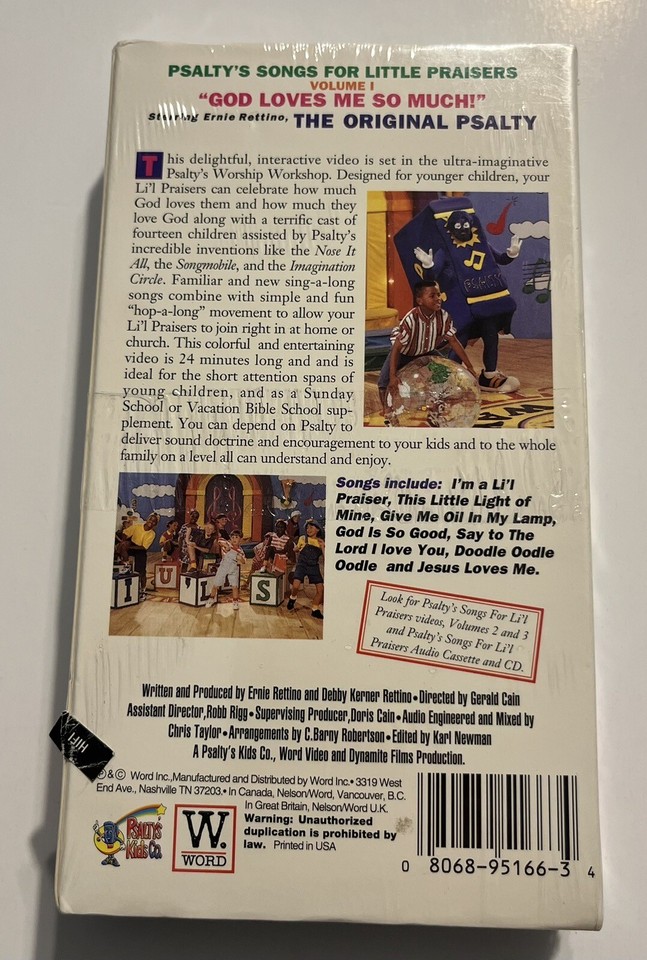 PSALTY'S SONGS FOR LITTLE PRAISERS
VOLUME I
"GOD LOVES ME SO MUCH!"
Starring Ernie Rettino, THE ORIGINAL PSALTY
This delightful, interactive video is set in the ultra-imaginative
Psalty's Worship Workshop. Designed for younger children, your
Li'l Praisers can celebrate how much
God loves them and how much they
love God along with a terrific cast of
fourteen children assisted by Psalty's
incredible inventions like the Nose It
All, the Songmobile, and the Imagination
Circle. Familiar and new sing-a-long
songs combine with simple and fun
"hop-a-long" movement to allow your
Li'l Praisers to join right in at home or
church. This colorful and entertaining
video is 24 minutes long and and is
ideal for the short attention spans of
young children, and as a Sunday
School or Vacation Bible School sup-
plement. You can depend on Psalty to
deliver sound doctrine and encouragement to your kids and to the whole
family on a level all can understand and enjoy.
PSALTY
I U L S
Songs include: I'm a Li'l
Praiser, This Little Light of
Mine, Give Me Oil In My Lamp,
God Is So Good, Say to The
Lord I love You, Doodle Oodle
Oodle and Jesus Loves Me.
Look for Psalty's Songs For Li'l
Praisers videos, Volumes 2 and 3
and Psalty's Songs For Li'l
Praisers Audio Cassette and CD.
Written and Produced by Ernie Rettino and Debby Kerner Rettino•Directed by Gerald Cain
Assistant Director,Robb Rigg•Supervising Producer,Doris Cain•Audio Engineered and Mixed by
Chris Taylor•Arrangements by C.Barny Robertson•Edited by Karl Newman
A Psalty's Kids Co., Word Video and Dynamite Films Production.
HIFI
℗&© Word Inc.,Manufactured and Distributed by Word Inc.•3319 West
End Ave., Nashville TN 37203.•In Canada, Nelson/Word, Vancouver, B.C.
In Great Britain, Nelson/Word U.K.
Warning: Unauthorized
duplication is prohibited by
law. Printed in USA
PSALTY'S
Kids Co.
W.
WORD
0 8068-95166-3 4